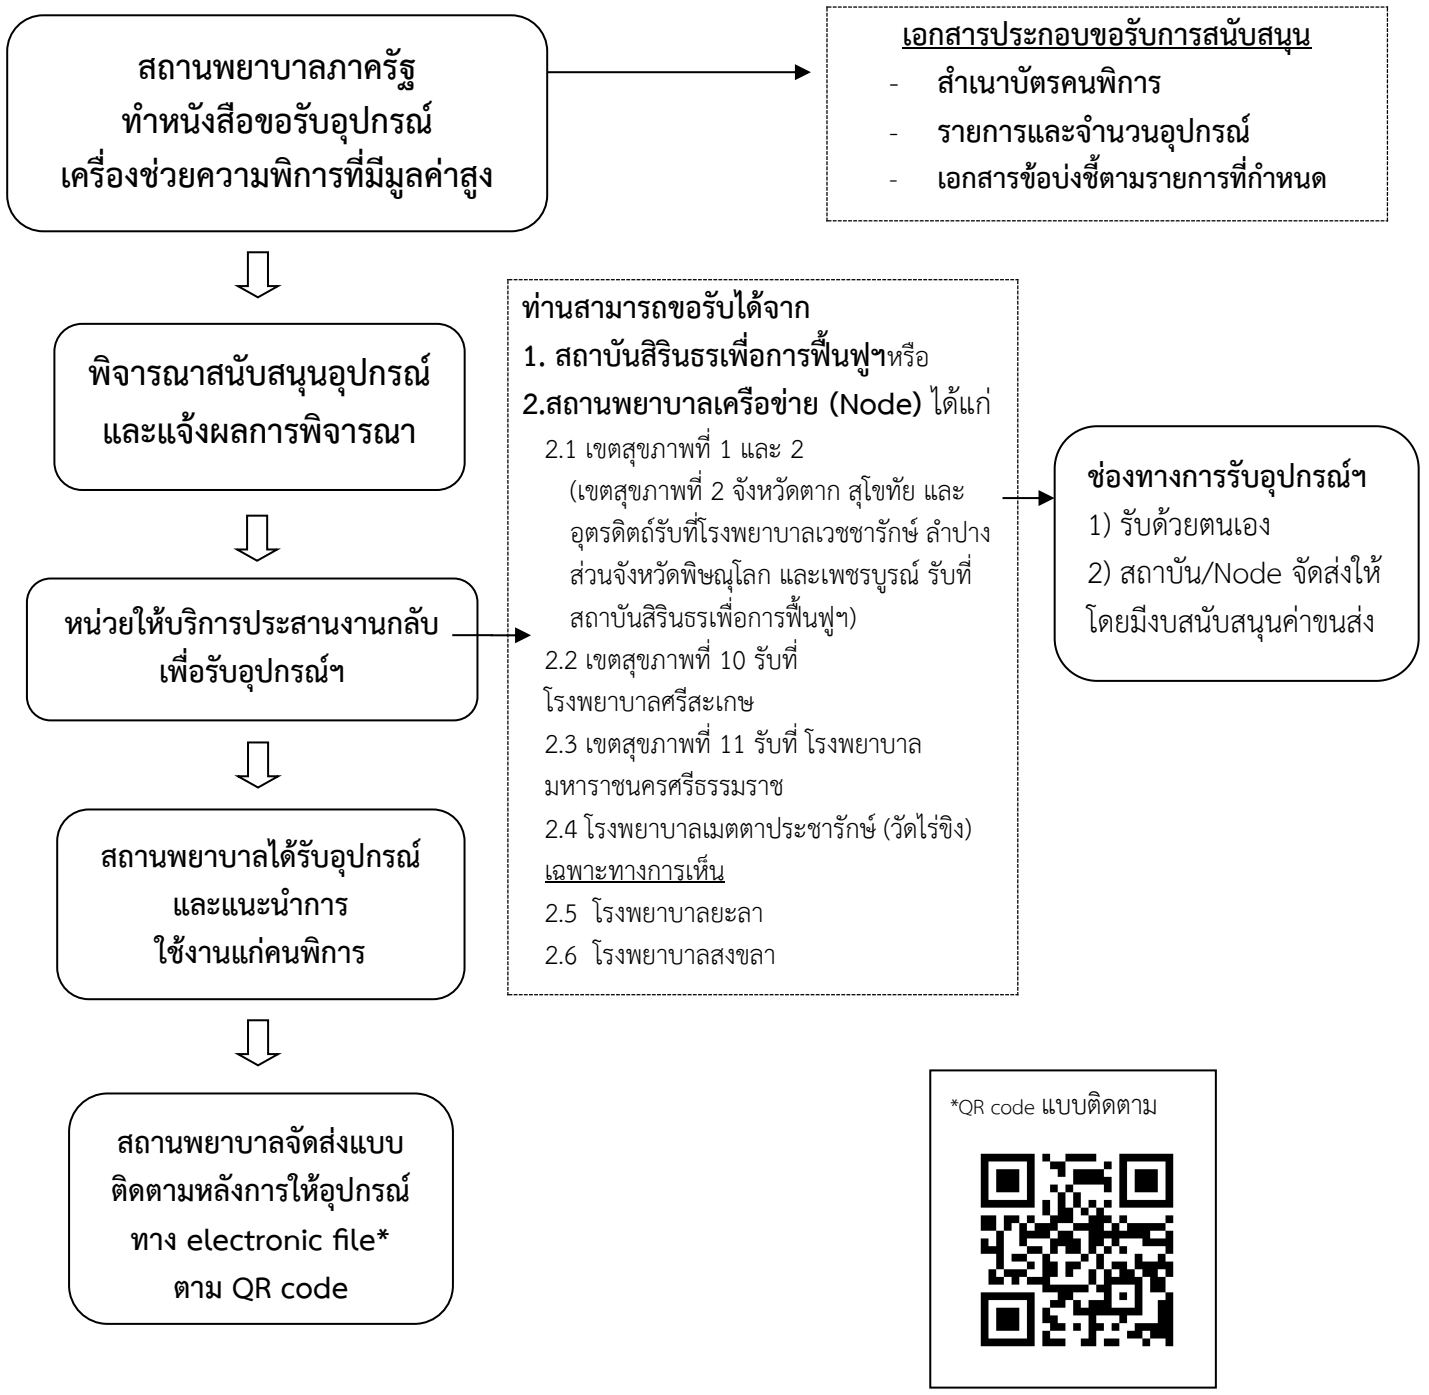 สถานพยาบาลภาครัฐ
ทำหนังสือขอรับอุปกรณ์
เครื่องช่วยความพิการที่มีมูลค่าสูง
เอกสารประกอบขอรับการสนับสนุน
- สำเนาบัตรคนพิการ
- รายการและจำนวนอุปกรณ์
- เอกสารข้อบ่งชี้ตามรายการที่กำหนด
พิจารณาสนับสนุนอุปกรณ์
และแจ้งผลการพิจารณา
หน่วยให้บริการประสานงานกลับ
เพื่อรับอุปกรณ์ฯ
ท่านสามารถขอรับได้จาก
1. สถาบันสิรินธรเพื่อการฟื้นฟูฯหรือ
2.สถานพยาบาลเครือข่าย (Node) ได้แก่
2.1 เขตสุขภาพที่ 1 และ 2
(เขตสุขภาพที่ 2 จังหวัดตาก สุโขทัย และ
อุตรดิตถ์รับที่โรงพยาบาลเวชชารักษ์ ลำปาง
ส่วนจังหวัดพิษณุโลก และเพชรบูรณ์ รับที่
สถาบันสิรินธรเพื่อการฟื้นฟูฯ)
2.2 เขตสุขภาพที่ 10 รับที่
โรงพยาบาลศรีสะเกษ
2.3 เขตสุขภาพที่ 11 รับที่ โรงพยาบาล
มหาราชนครศรีธรรมราช
2.4 โรงพยาบาลเมตตาประชารักษ์ (วัดไร่ขิง)
เฉพาะทางการเห็น
2.5 โรงพยาบาลยะลา
2.6 โรงพยาบาลสงขลา
ช่องทางการรับอุปกรณ์ฯ
1) รับด้วยตนเอง
2) สถาบัน/Node จัดส่งให้
โดยมีงบสนับสนุนค่าขนส่ง
สถานพยาบาลได้รับอุปกรณ์
และแนะนำการ
ใช้งานแก่คนพิการ
สถานพยาบาลจัดส่งแบบ
ติดตามหลังการให้อุปกรณ์
ทาง electronic file*
ตาม QR code
*QR code แบบติดตาม